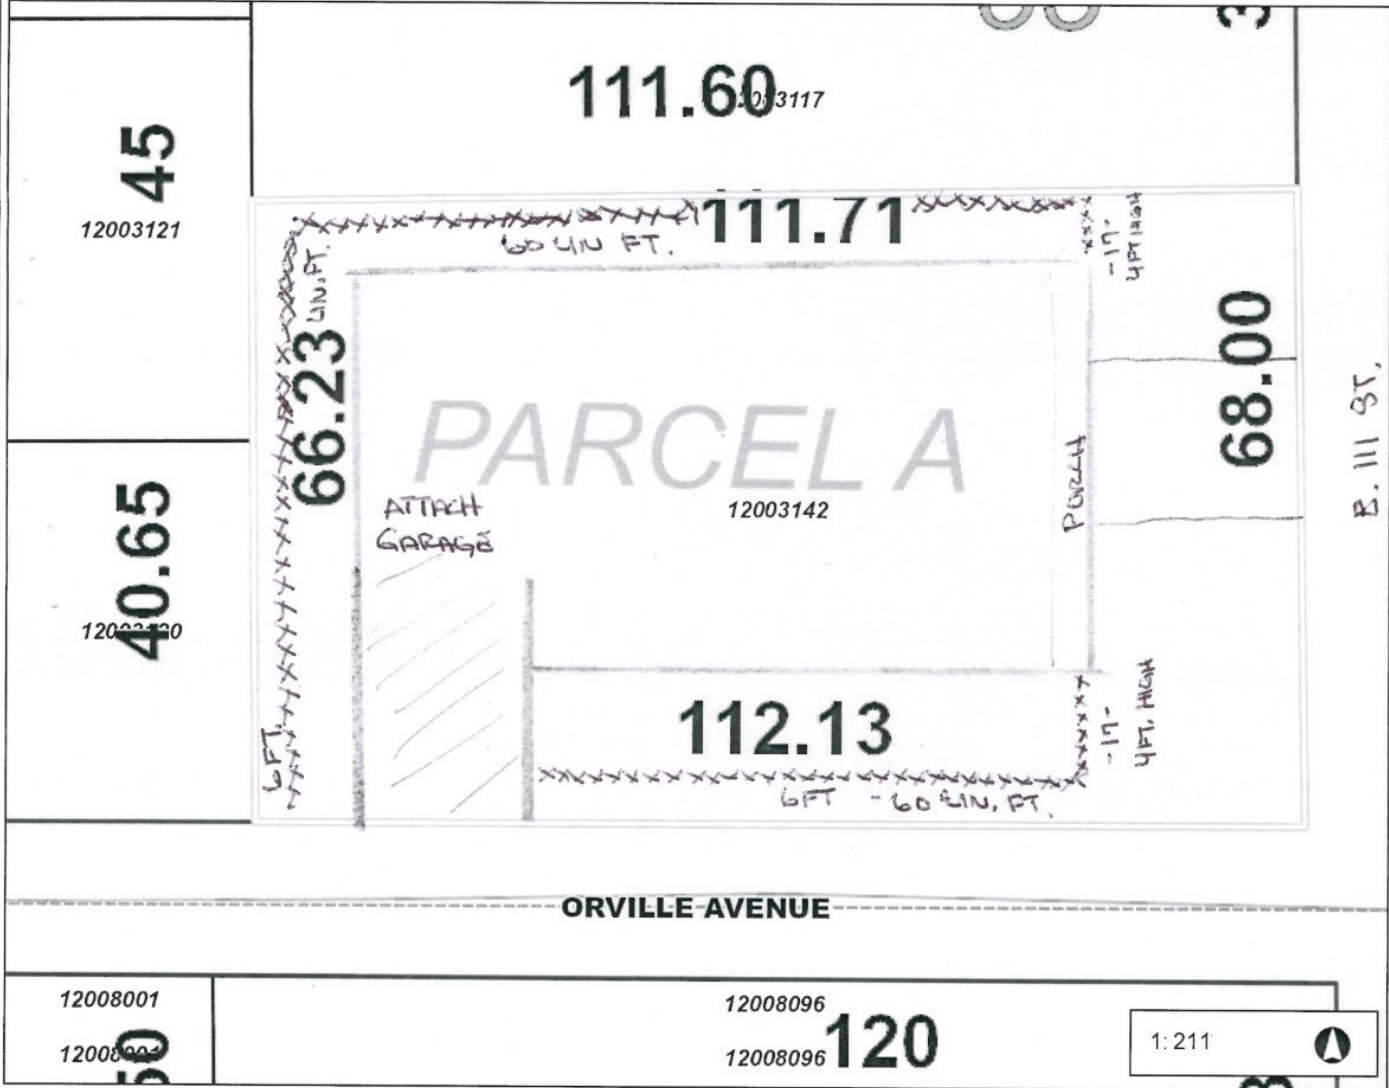 111.60
45
12003121
111.71
60 LIN FT.
-17-
4FT HIGH
LIN. FT.
66.23
68.00
PARCEL A
12003142
ATTACH
GARAGE
PORCH
E. 111 ST.
40.65
6FT.
112.13
-17-
4FT. HIGH
6FT - 60 LIN. FT.
ORVILLE AVENUE
12008001
12008096
12008096
120
1: 211